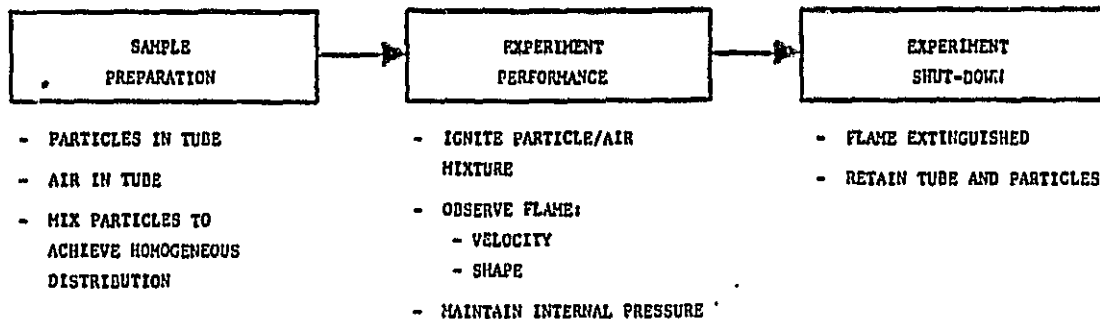 SAMPLE
PREPARATION
EXPERIMENT
PERFORMANCE
EXPERIMENT
SHUT-DOWN
- PARTICLES IN TUBE
- AIR IN TUBE
- MIX PARTICLES TO
ACHIEVE HOMOGENEOUS
DISTRIBUTION
- IGNITE PARTICLE/AIR
MIXTURE
- OBSERVE FLAME:
- VELOCITY
- SHAPE
- MAINTAIN INTERNAL PRESSURE
- FLAME EXTINGUISHED
- RETAIN TUBE AND PARTICLES